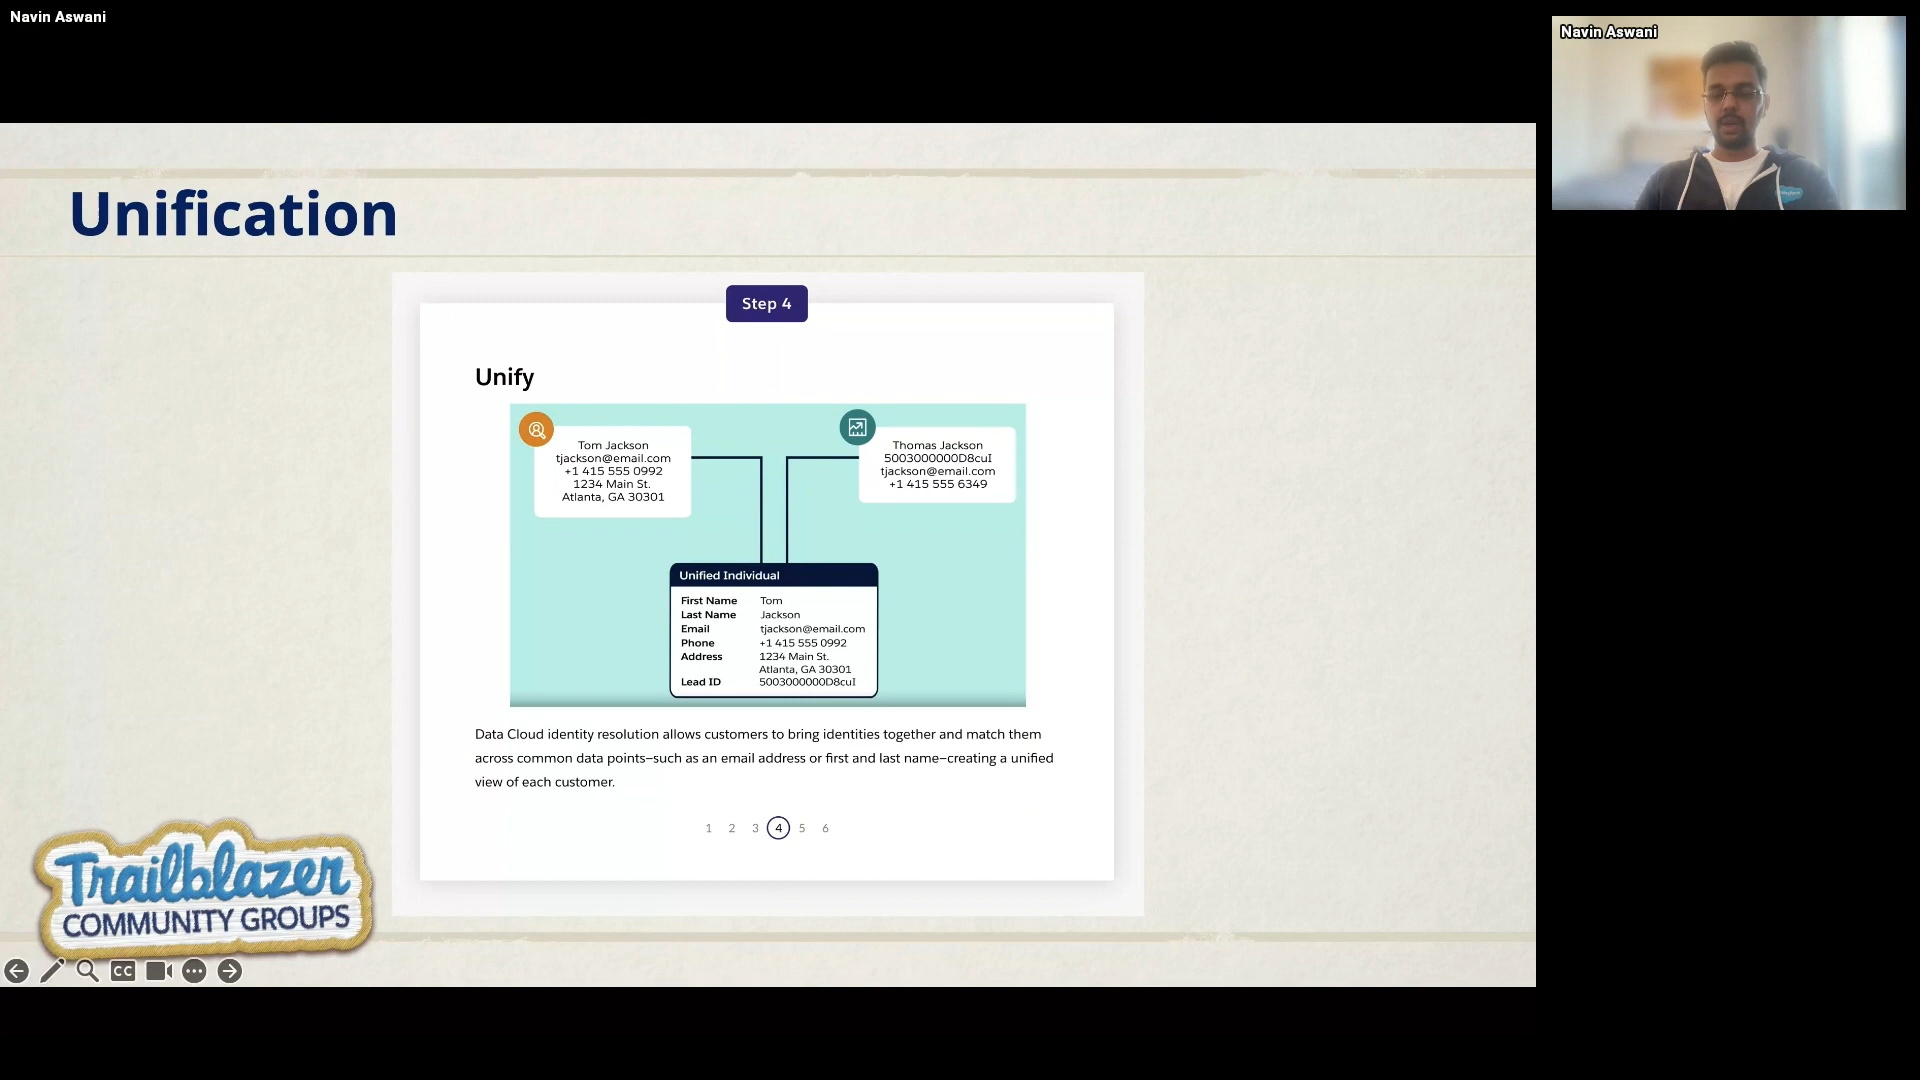 Navin Aswani
Navin Aswani
Unification
Step 4
Unify
Tom Jackson
tjackson@email.com
+1 415 555 0992
1234 Main St.
Atlanta, GA 30301
Thomas Jackson
5003000000D8cuI
tjackson@email.com
+1 415 555 6349
Unified Individual
First Name Tom
Last Name Jackson
Email tjackson@email.com
Phone +1 415 555 0992
Address 1234 Main St.
Atlanta, GA 30301
Lead ID 5003000000D8cuI
Data Cloud identity resolution allows customers to bring identities together and match them
across common data points—such as an email address or first and last name—creating a unified
view of each customer.
1 2 3 4 5 6
Trailblazer
COMMUNITY GROUPS
CC